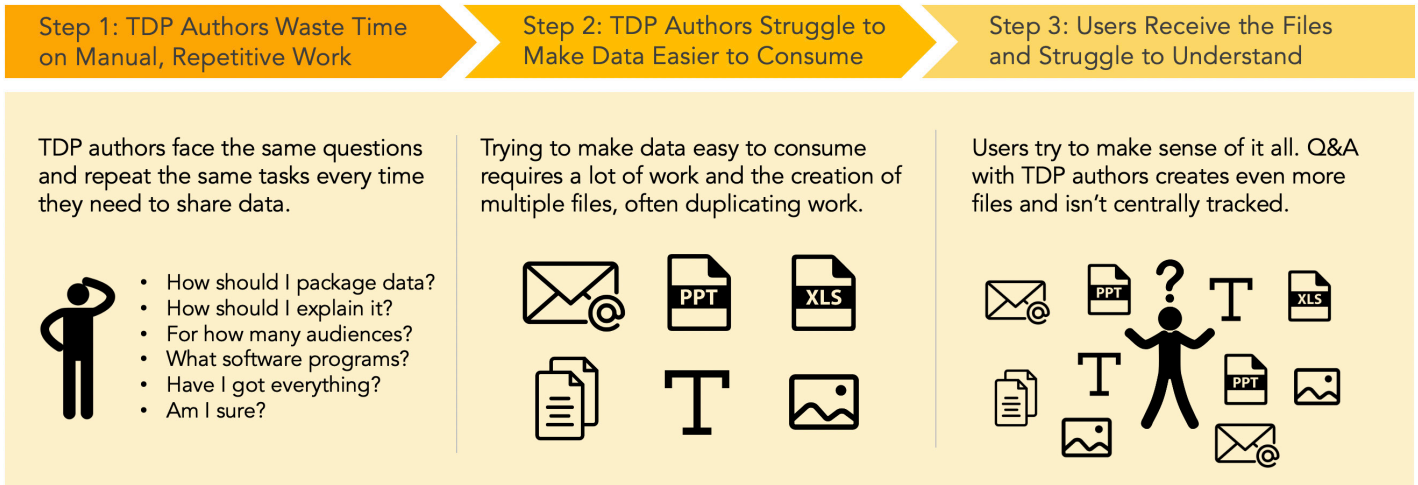 Step 1: TDP Authors Waste Time
on Manual, Repetitive Work
Step 2: TDP Authors Struggle to
Make Data Easier to Consume
Step 3: Users Receive the Files
and Struggle to Understand
TDP authors face the same questions
and repeat the same tasks every time
they need to share data.
• How should I package data?
• How should I explain it?
• For how many audiences?
• What software programs?
• Have I got everything?
• Am I sure?
Trying to make data easy to consume
requires a lot of work and the creation of
multiple files, often duplicating work.
@
PPT
XLS
T
Users try to make sense of it all. Q&A
with TDP authors creates even more
files and isn’t centrally tracked.
@
PPT
?
T
XLS
T
PPT
@